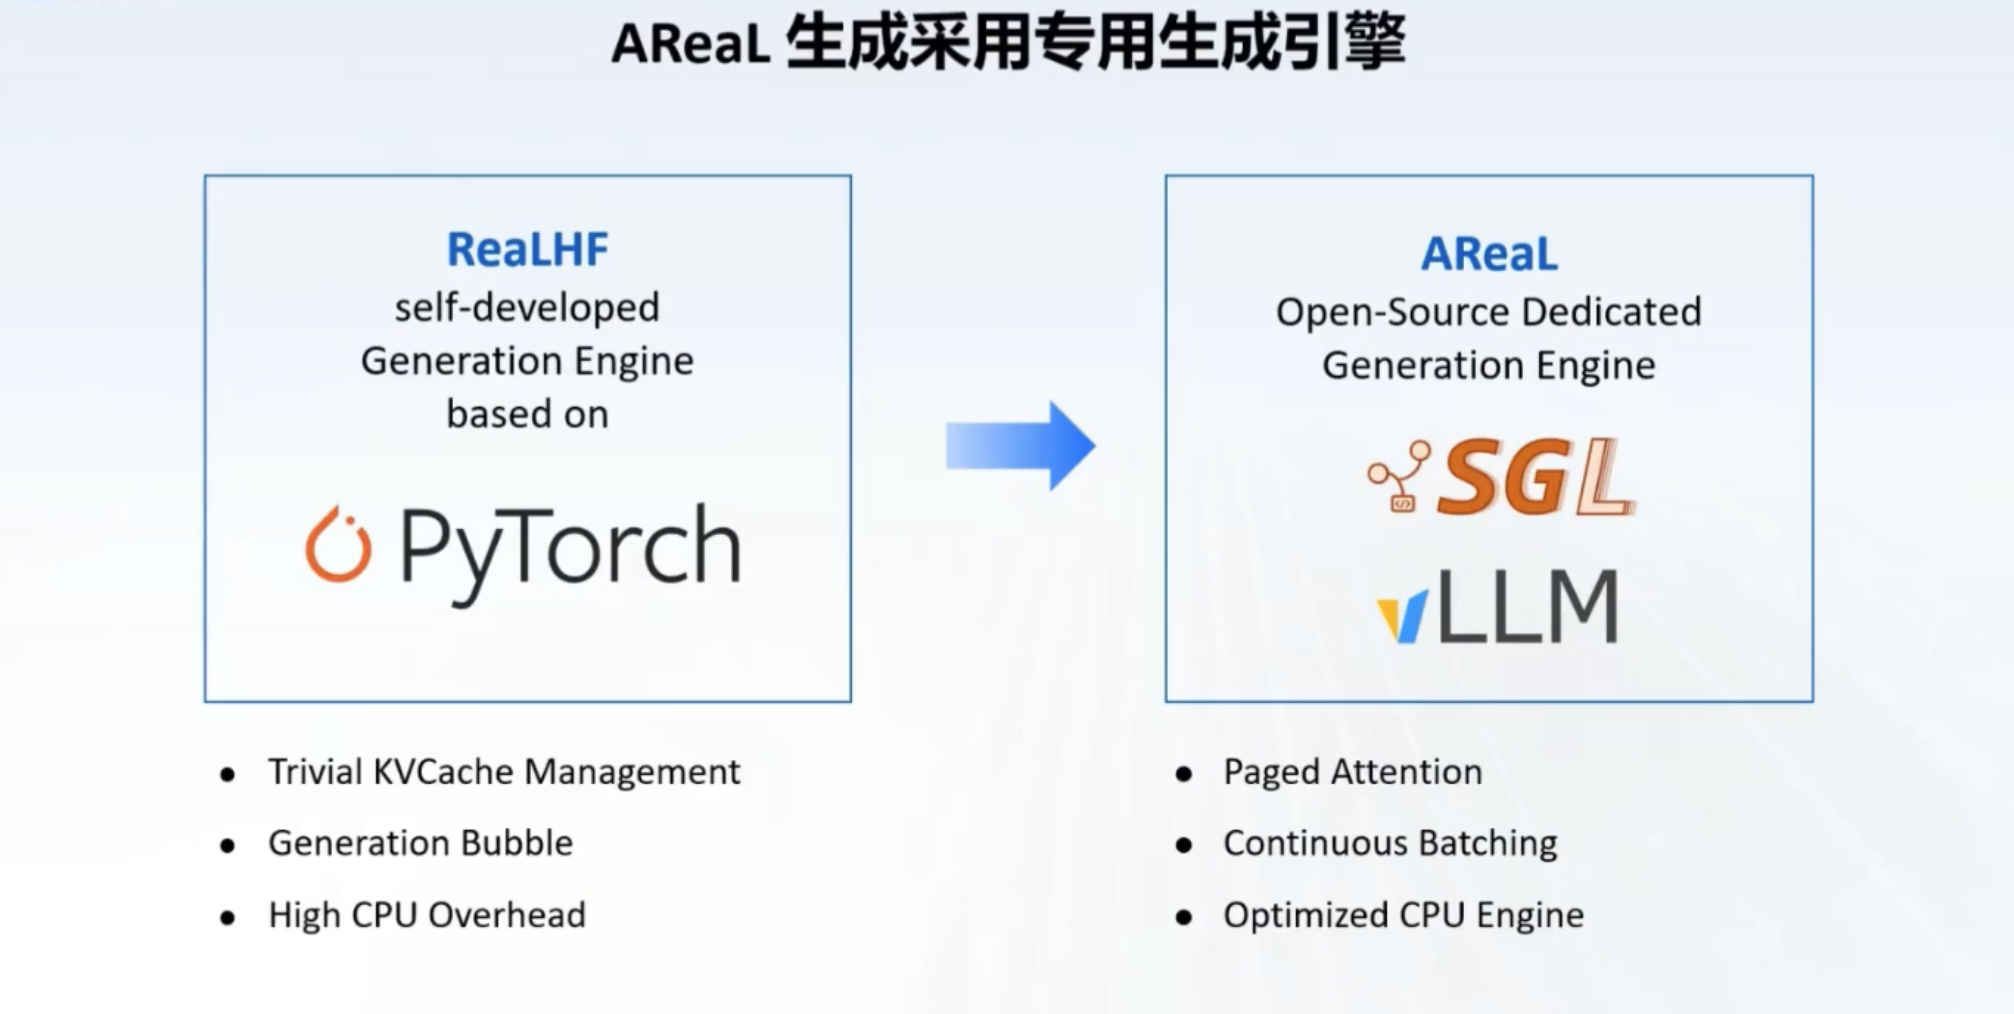 AReaL 生成采用专用生成引擎
ReaLHF
self-developed
Generation Engine
based on
PyTorch
AReaL
Open-Source Dedicated
Generation Engine
SGL
vLLM
● Trivial KVCache Management
● Generation Bubble
● High CPU Overhead
● Paged Attention
● Continuous Batching
● Optimized CPU Engine